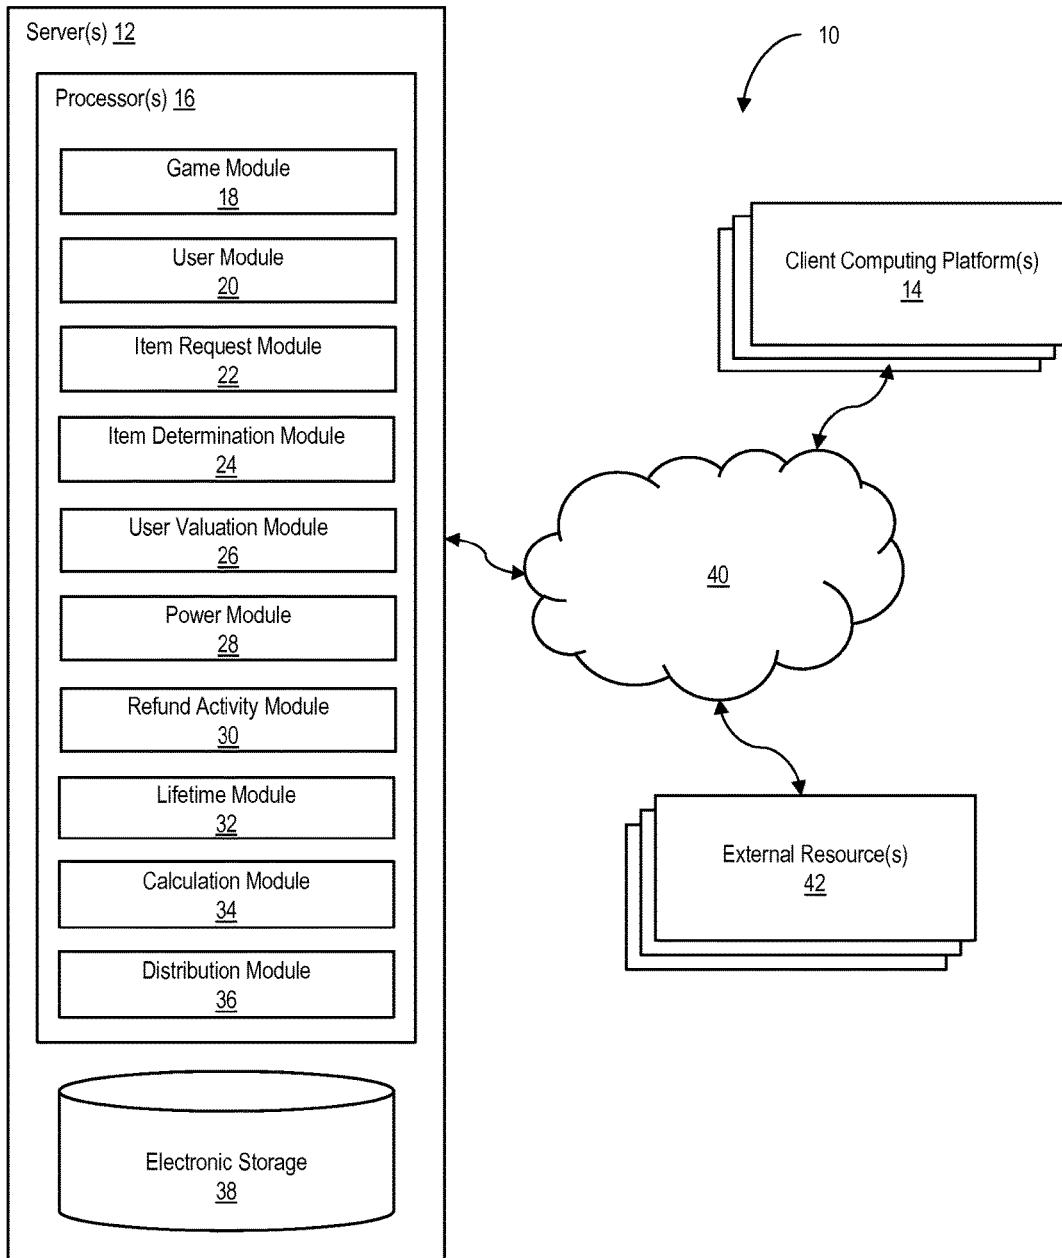 Server(s) 12
10
Processor(s) 16
Game Module
18
User Module
20
Item Request Module
22
Item Determination Module
24
User Valuation Module
26
Power Module
28
Refund Activity Module
30
Lifetime Module
32
Calculation Module
34
Distribution Module
36
Electronic Storage
38
Client Computing Platform(s)
14
40
External Resource(s)
42